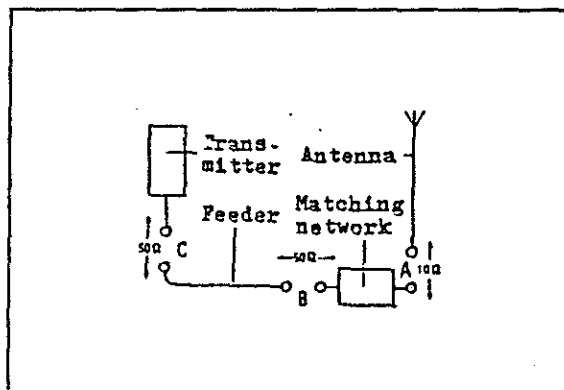 Trans-
mitter
Antenna
Feeder
Matching
network
50Ω
C
50Ω
B
A
10Ω